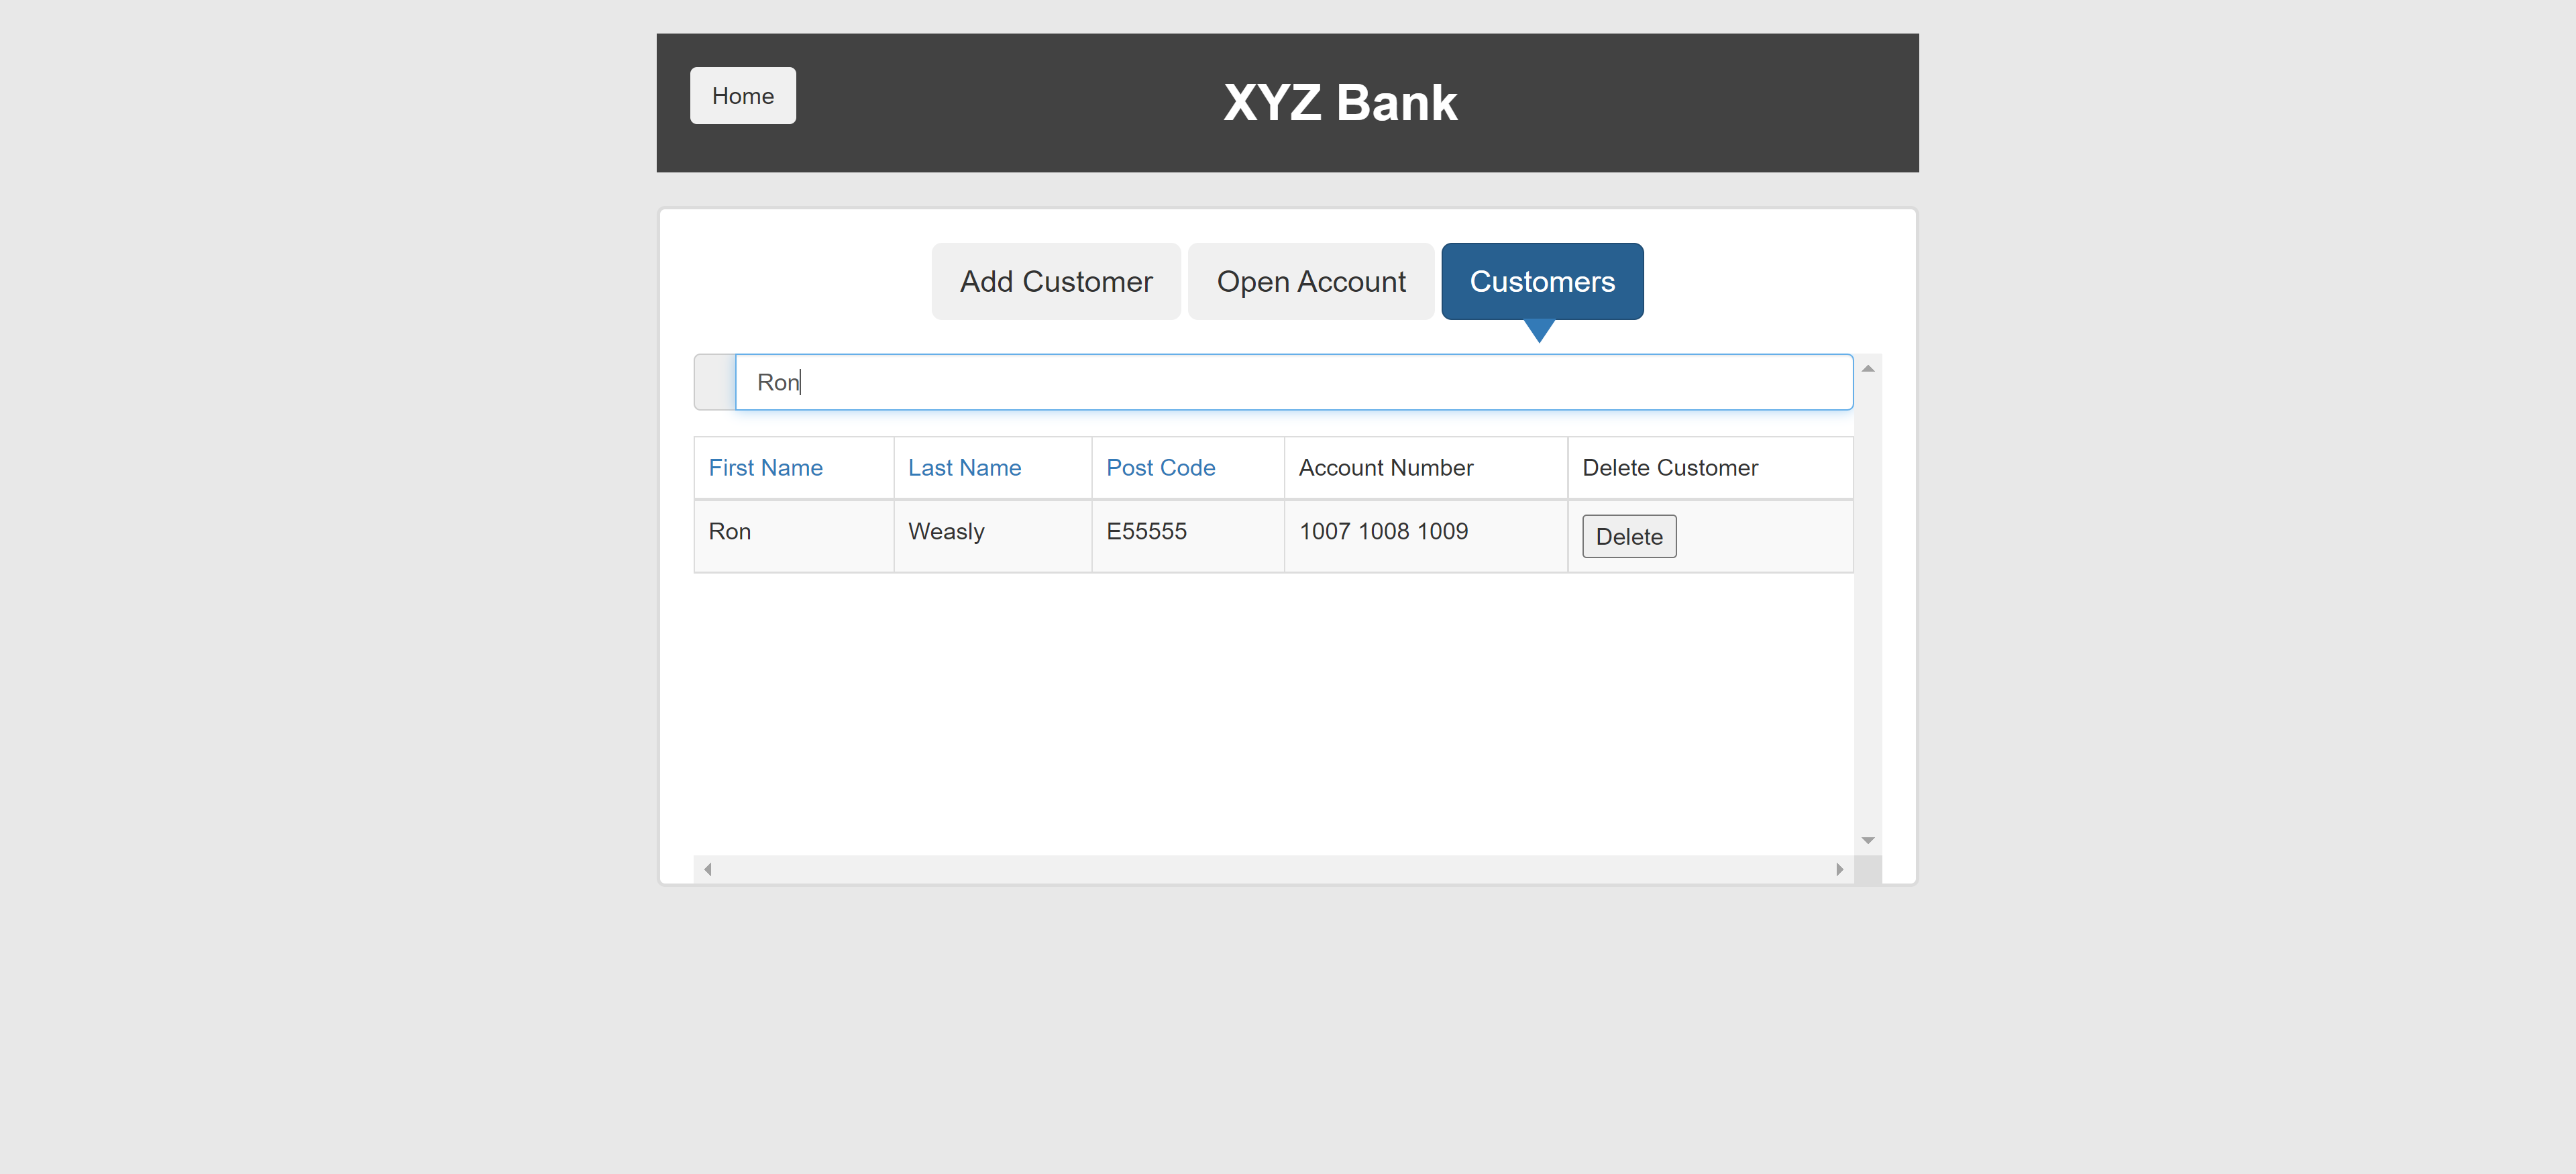 Home
XYZ Bank
Add Customer Open Account Customers
Ron
First Name Last Name Post Code Account Number Delete Customer
Ron Weasly E55555 1007 1008 1009 Delete